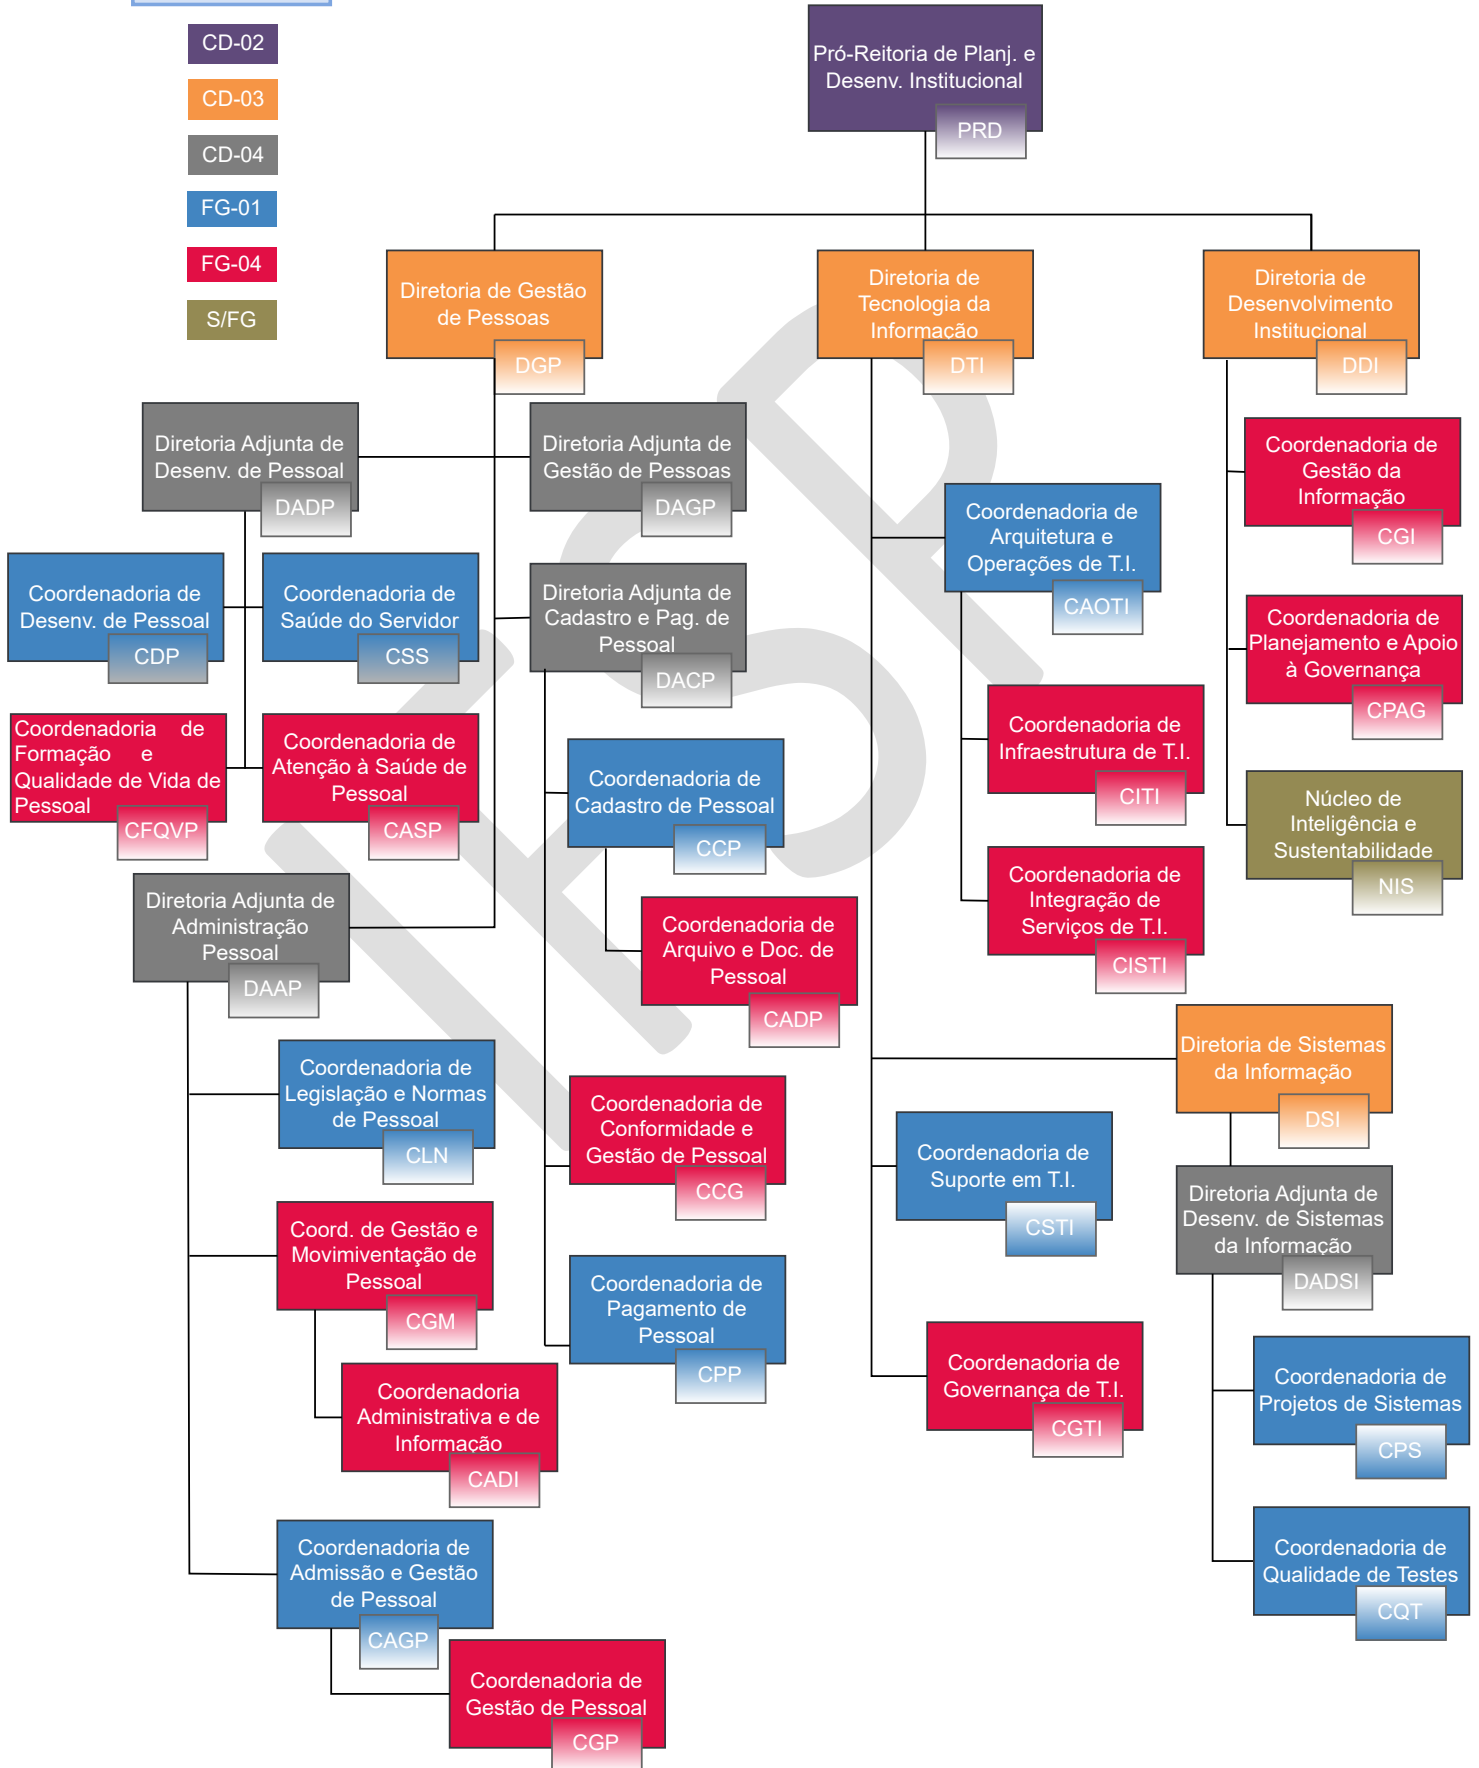 CD-02
CD-03
CD-04
FG-01
FG-04
S/FG
Pró-Reitoria de Planj. e
Desenv. Institucional
PRD
Diretoria de Gestão
de Pessoas
DGP
Diretoria de
Tecnologia da
Informação
DTI
Diretoria de
Desenvolvimento
Institucional
DDI
Diretoria Adjunta de
Desenv. de Pessoal
DADP
Diretoria Adjunta de
Gestão de Pessoas
DAGP
Coordenadoria de
Desenv. de Pessoal
CDP
Coordenadoria de
Saúde do Servidor
CSS
Coordenadoria de
Formação e
Qualidade de Vida de
Pessoal
CFQVP
Coordenadoria de
Atenção à Saúde de
Pessoal
CASP
Diretoria Adjunta de
Cadastro e Pag. de
Pessoal
DACP
Coordenadoria de
Cadastro de Pessoal
CCP
Coordenadoria de
Arquivo e Doc. de
Pessoal
CADP
Coordenadoria de
Conformidade e
Gestão de Pessoal
CCG
Coordenadoria de
Pagamento de
Pessoal
CPP
Diretoria Adjunta de
Administração
Pessoal
DAAP
Coordenadoria de
Legislação e Normas
de Pessoal
CLN
Coord. de Gestão e
Movimiventação de
Pessoal
CGM
Coordenadoria
Administrativa e de
Informação
CADI
Coordenadoria de
Admissão e Gestão
de Pessoal
CAGP
Coordenadoria de
Gestão de Pessoal
CGP
Coordenadoria de
Arquitetura e
Operações de T.I.
CAOTI
Coordenadoria de
Infraestrutura de T.I.
CITI
Coordenadoria de
Integração de
Serviços de T.I.
CISTI
Diretoria de Sistemas
da Informação
DSI
Diretoria Adjunta de
Desenv. de Sistemas
da Informação
DADSI
Coordenadoria de
Projetos de Sistemas
CPS
Coordenadoria de
Qualidade de Testes
CQT
Coordenadoria de
Suporte em T.I.
CSTI
Coordenadoria de
Governança de T.I.
CGTI
Coordenadoria de
Gestão da
Informação
CGI
Coordenadoria de
Planejamento e Apoio
à Governança
CPAG
Núcleo de
Inteligência e
Sustentabilidade
NIS
IFSP